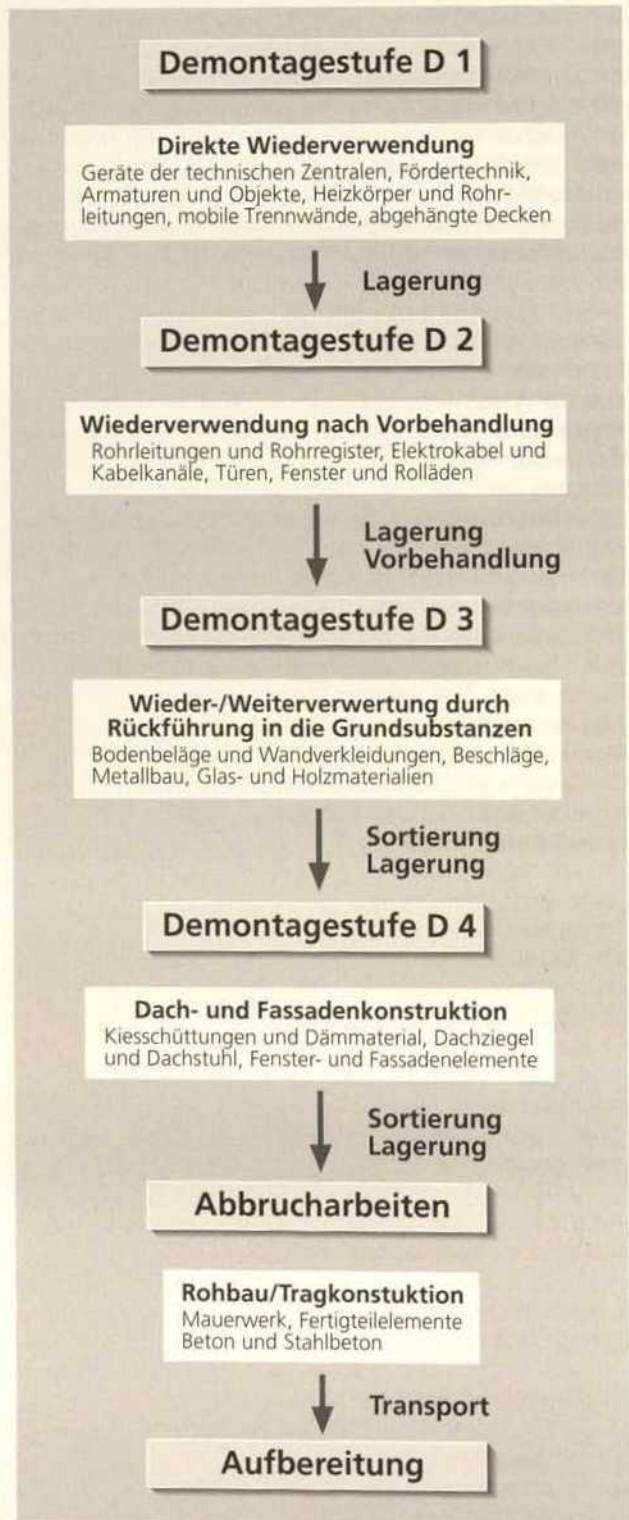 Demontagestufe D 1
Direkte Wiederverwendung
Geräte der technischen Zentralen, Fördertechnik,
Armaturen und Objekte, Heizkörper und Rohr-
leitungen, mobile Trennwände, abgehängte Decken
Lagerung
Demontagestufe D 2
Wiederverwendung nach Vorbehandlung
Rohrleitungen und Rohrregister, Elektrokabel und
Kabelkanäle, Türen, Fenster und Rolläden
Lagerung
Vorbehandlung
Demontagestufe D 3
Wieder-/Weiterverwertung durch
Rückführung in die Grundsubstanzen
Bodenbeläge und Wandverkleidungen, Beschläge,
Metallbau, Glas- und Holzmaterialien
Sortierung
Lagerung
Demontagestufe D 4
Dach- und Fassadenkonstruktion
Kiesschüttungen und Dämmaterial, Dachziegel
und Dachstuhl, Fenster- und Fassadenelemente
Sortierung
Lagerung
Abbrucharbeiten
Rohbau/Tragkonstuktion
Mauerwerk, Fertigteilelemente
Beton und Stahlbeton
Transport
Aufbereitung